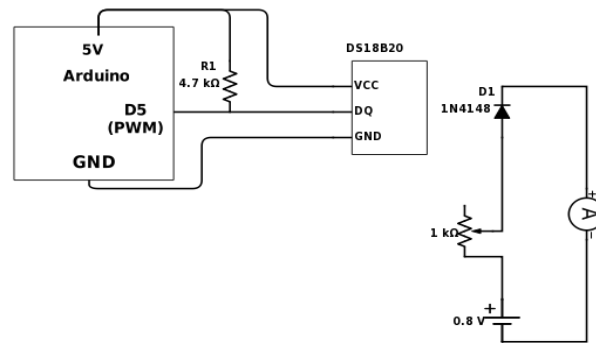 5V
Arduino
D5
(PWM)
GND
R1
4.7 kΩ
DS18B20
VCC
DQ
GND
D1
1N4148
1 kΩ
+
0.8 V
+
A
−